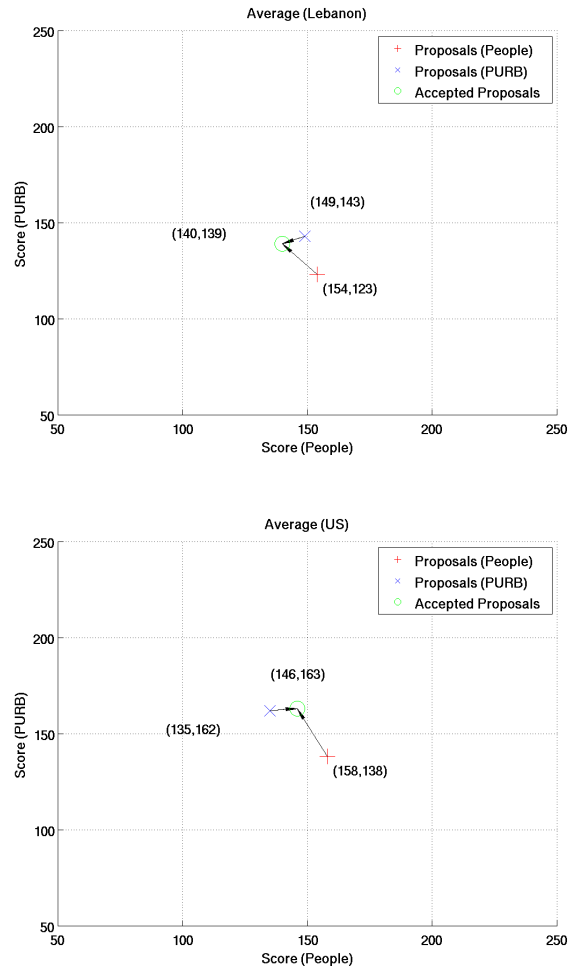 Average (Lebanon)
250
200
150
100
50
Score (PURB)
Proposals (People)
Proposals (PURB)
Accepted Proposals
(149,143)
(140,139)
(154,123)
50 100 150 200 250
Score (People)
Average (US)
250
200
150
100
50
Score (PURB)
Proposals (People)
Proposals (PURB)
Accepted Proposals
(146,163)
(135,162)
(158,138)
50 100 150 200 250
Score (People)